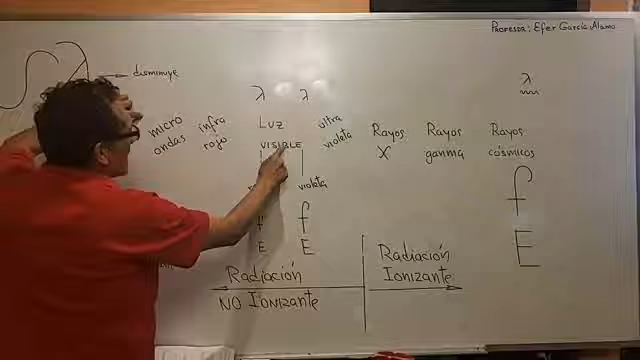 Profesor: Efer García Álamo
λ → disminuye
λ λ λ
micro ondas
infra rojo
Luz VISIBLE
ultra violeta
Rayos X
Rayos gamma
Rayos cósmicos
violeta
f f f
E E E
Radiación NO Ionizante
Radiación Ionizante